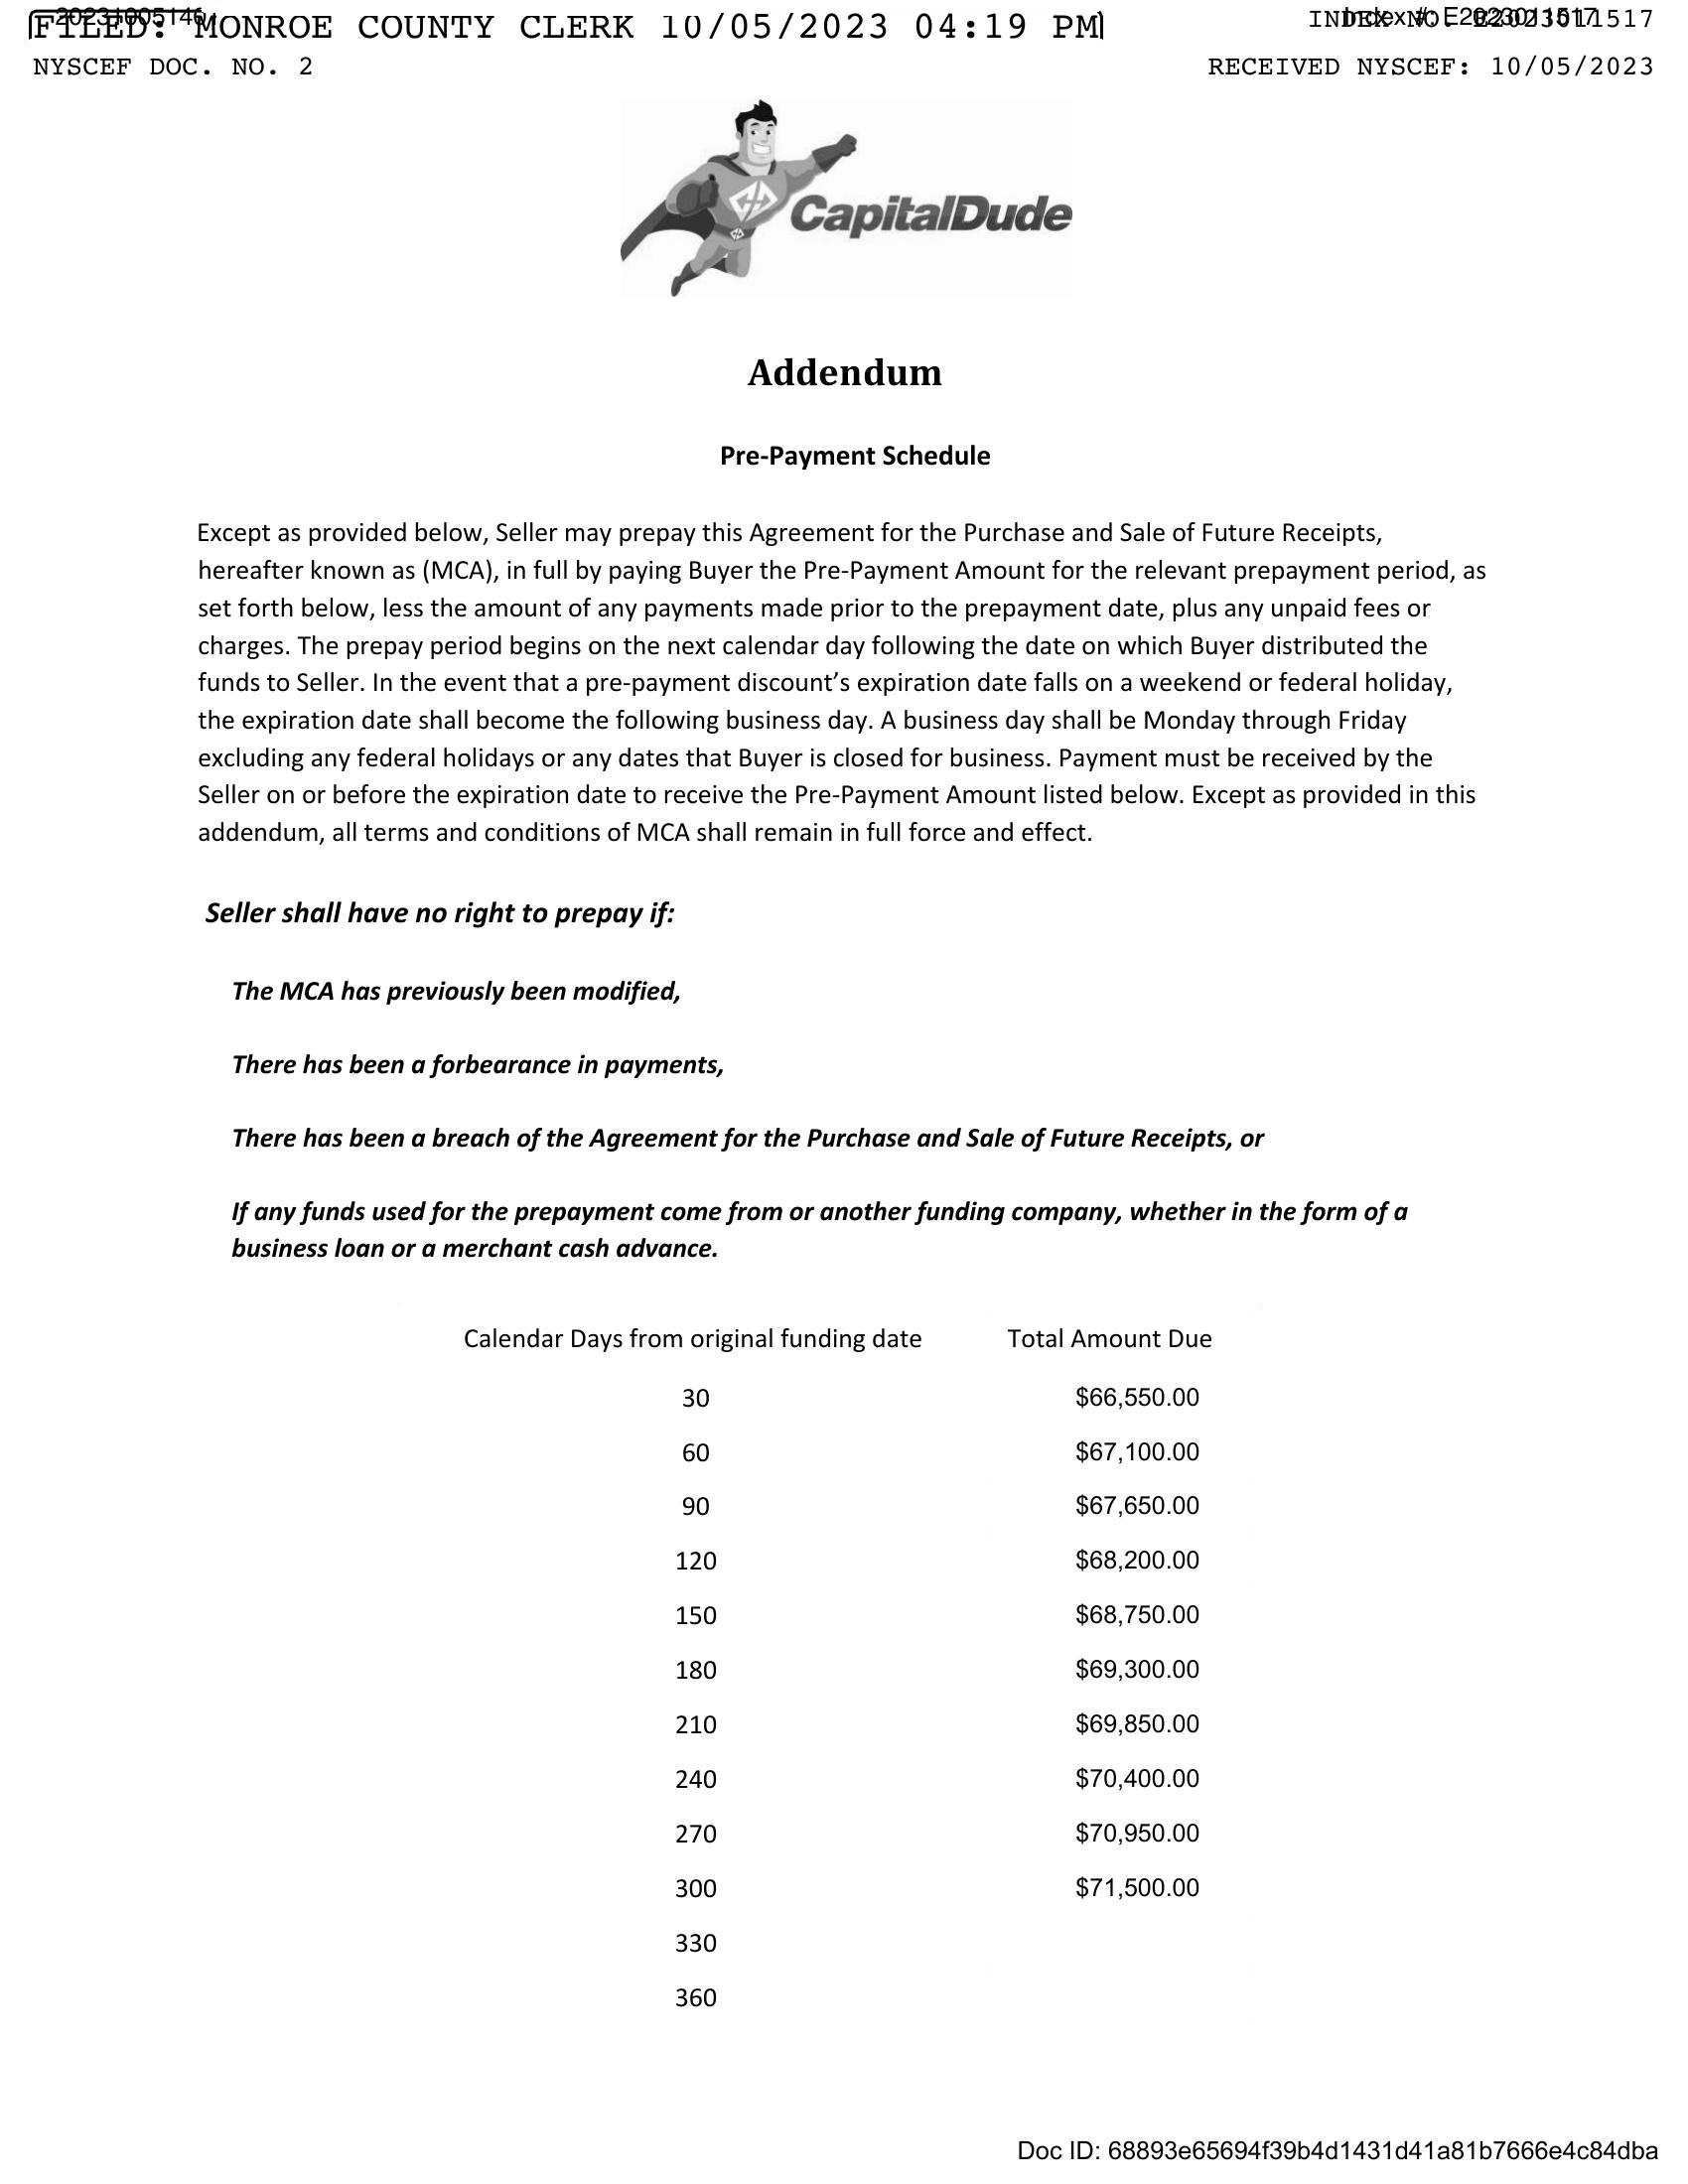 FILED: MONROE COUNTY CLERK 10/05/2023 04:19 PM
INDEX NO. E2023011517
NYSCEF DOC. NO. 2
RECEIVED NYSCEF: 10/05/2023
CapitalDude
Addendum
Pre-Payment Schedule
Except as provided below, Seller may prepay this Agreement for the Purchase and Sale of Future Receipts,
hereafter known as (MCA), in full by paying Buyer the Pre-Payment Amount for the relevant prepayment period, as
set forth below, less the amount of any payments made prior to the prepayment date, plus any unpaid fees or
charges. The prepay period begins on the next calendar day following the date on which Buyer distributed the
funds to Seller. In the event that a pre-payment discount’s expiration date falls on a weekend or federal holiday,
the expiration date shall become the following business day. A business day shall be Monday through Friday
excluding any federal holidays or any dates that Buyer is closed for business. Payment must be received by the
Seller on or before the expiration date to receive the Pre-Payment Amount listed below. Except as provided in this
addendum, all terms and conditions of MCA shall remain in full force and effect.
Seller shall have no right to prepay if:
The MCA has previously been modified,
There has been a forbearance in payments,
There has been a breach of the Agreement for the Purchase and Sale of Future Receipts, or
If any funds used for the prepayment come from or another funding company, whether in the form of a
business loan or a merchant cash advance.
Calendar Days from original funding date Total Amount Due
30 $66,550.00
60 $67,100.00
90 $67,650.00
120 $68,200.00
150 $68,750.00
180 $69,300.00
210 $69,850.00
240 $70,400.00
270 $70,950.00
300 $71,500.00
330
360
Doc ID: 68893e65694f39b4d1431d41a81b7666e4c84dba